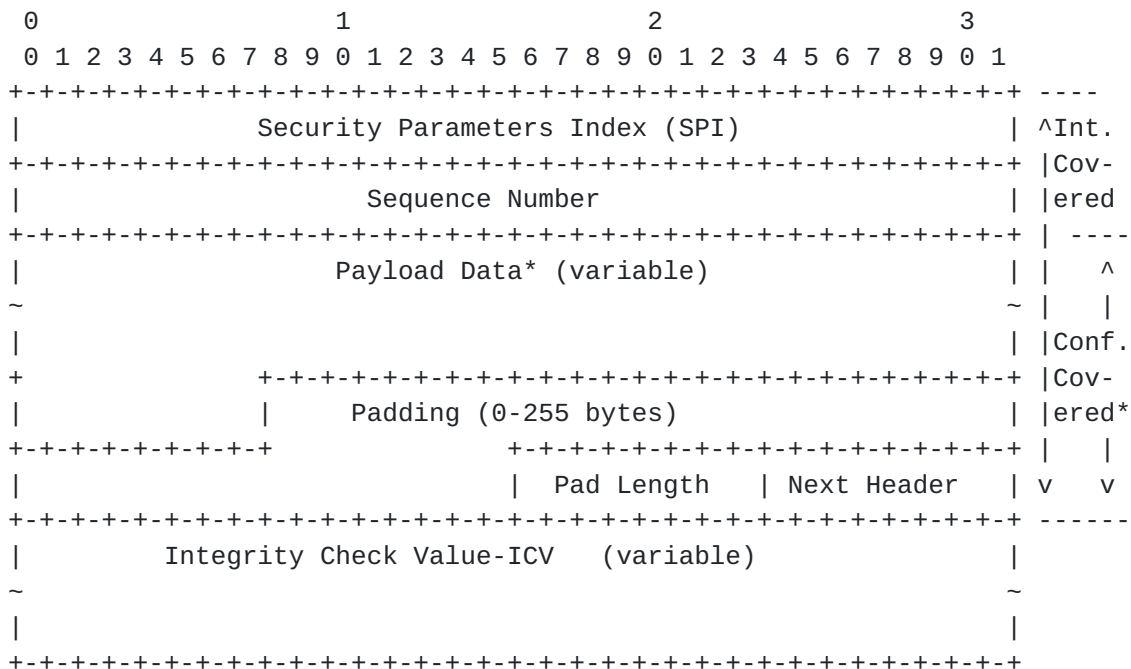 0                   1                   2                   3
 0 1 2 3 4 5 6 7 8 9 0 1 2 3 4 5 6 7 8 9 0 1 2 3 4 5 6 7 8 9 0 1
+-+-+-+-+-+-+-+-+-+-+-+-+-+-+-+-+-+-+-+-+-+-+-+-+-+-+-+-+-+-+-+-+ ----
|               Security Parameters Index (SPI)                 | ^Int.
+-+-+-+-+-+-+-+-+-+-+-+-+-+-+-+-+-+-+-+-+-+-+-+-+-+-+-+-+-+-+-+-+ |Cov-
|                      Sequence Number                          | |ered
+-+-+-+-+-+-+-+-+-+-+-+-+-+-+-+-+-+-+-+-+-+-+-+-+-+-+-+-+-+-+-+-+ | ----
|                    Payload Data* (variable)                   | |   ^
~                                                               ~ |   |
|                                                               | |Conf.
+               +-+-+-+-+-+-+-+-+-+-+-+-+-+-+-+-+-+-+-+-+-+-+-+-+ |Cov-
|               |     Padding (0-255 bytes)                     | |ered*
+-+-+-+-+-+-+-+-+               +-+-+-+-+-+-+-+-+-+-+-+-+-+-+-+-+ |   |
|                               |  Pad Length   | Next Header   | v   v
+-+-+-+-+-+-+-+-+-+-+-+-+-+-+-+-+-+-+-+-+-+-+-+-+-+-+-+-+-+-+-+-+ ------
|         Integrity Check Value-ICV   (variable)                |
~                                                               ~
|                                                               |
+-+-+-+-+-+-+-+-+-+-+-+-+-+-+-+-+-+-+-+-+-+-+-+-+-+-+-+-+-+-+-+-+